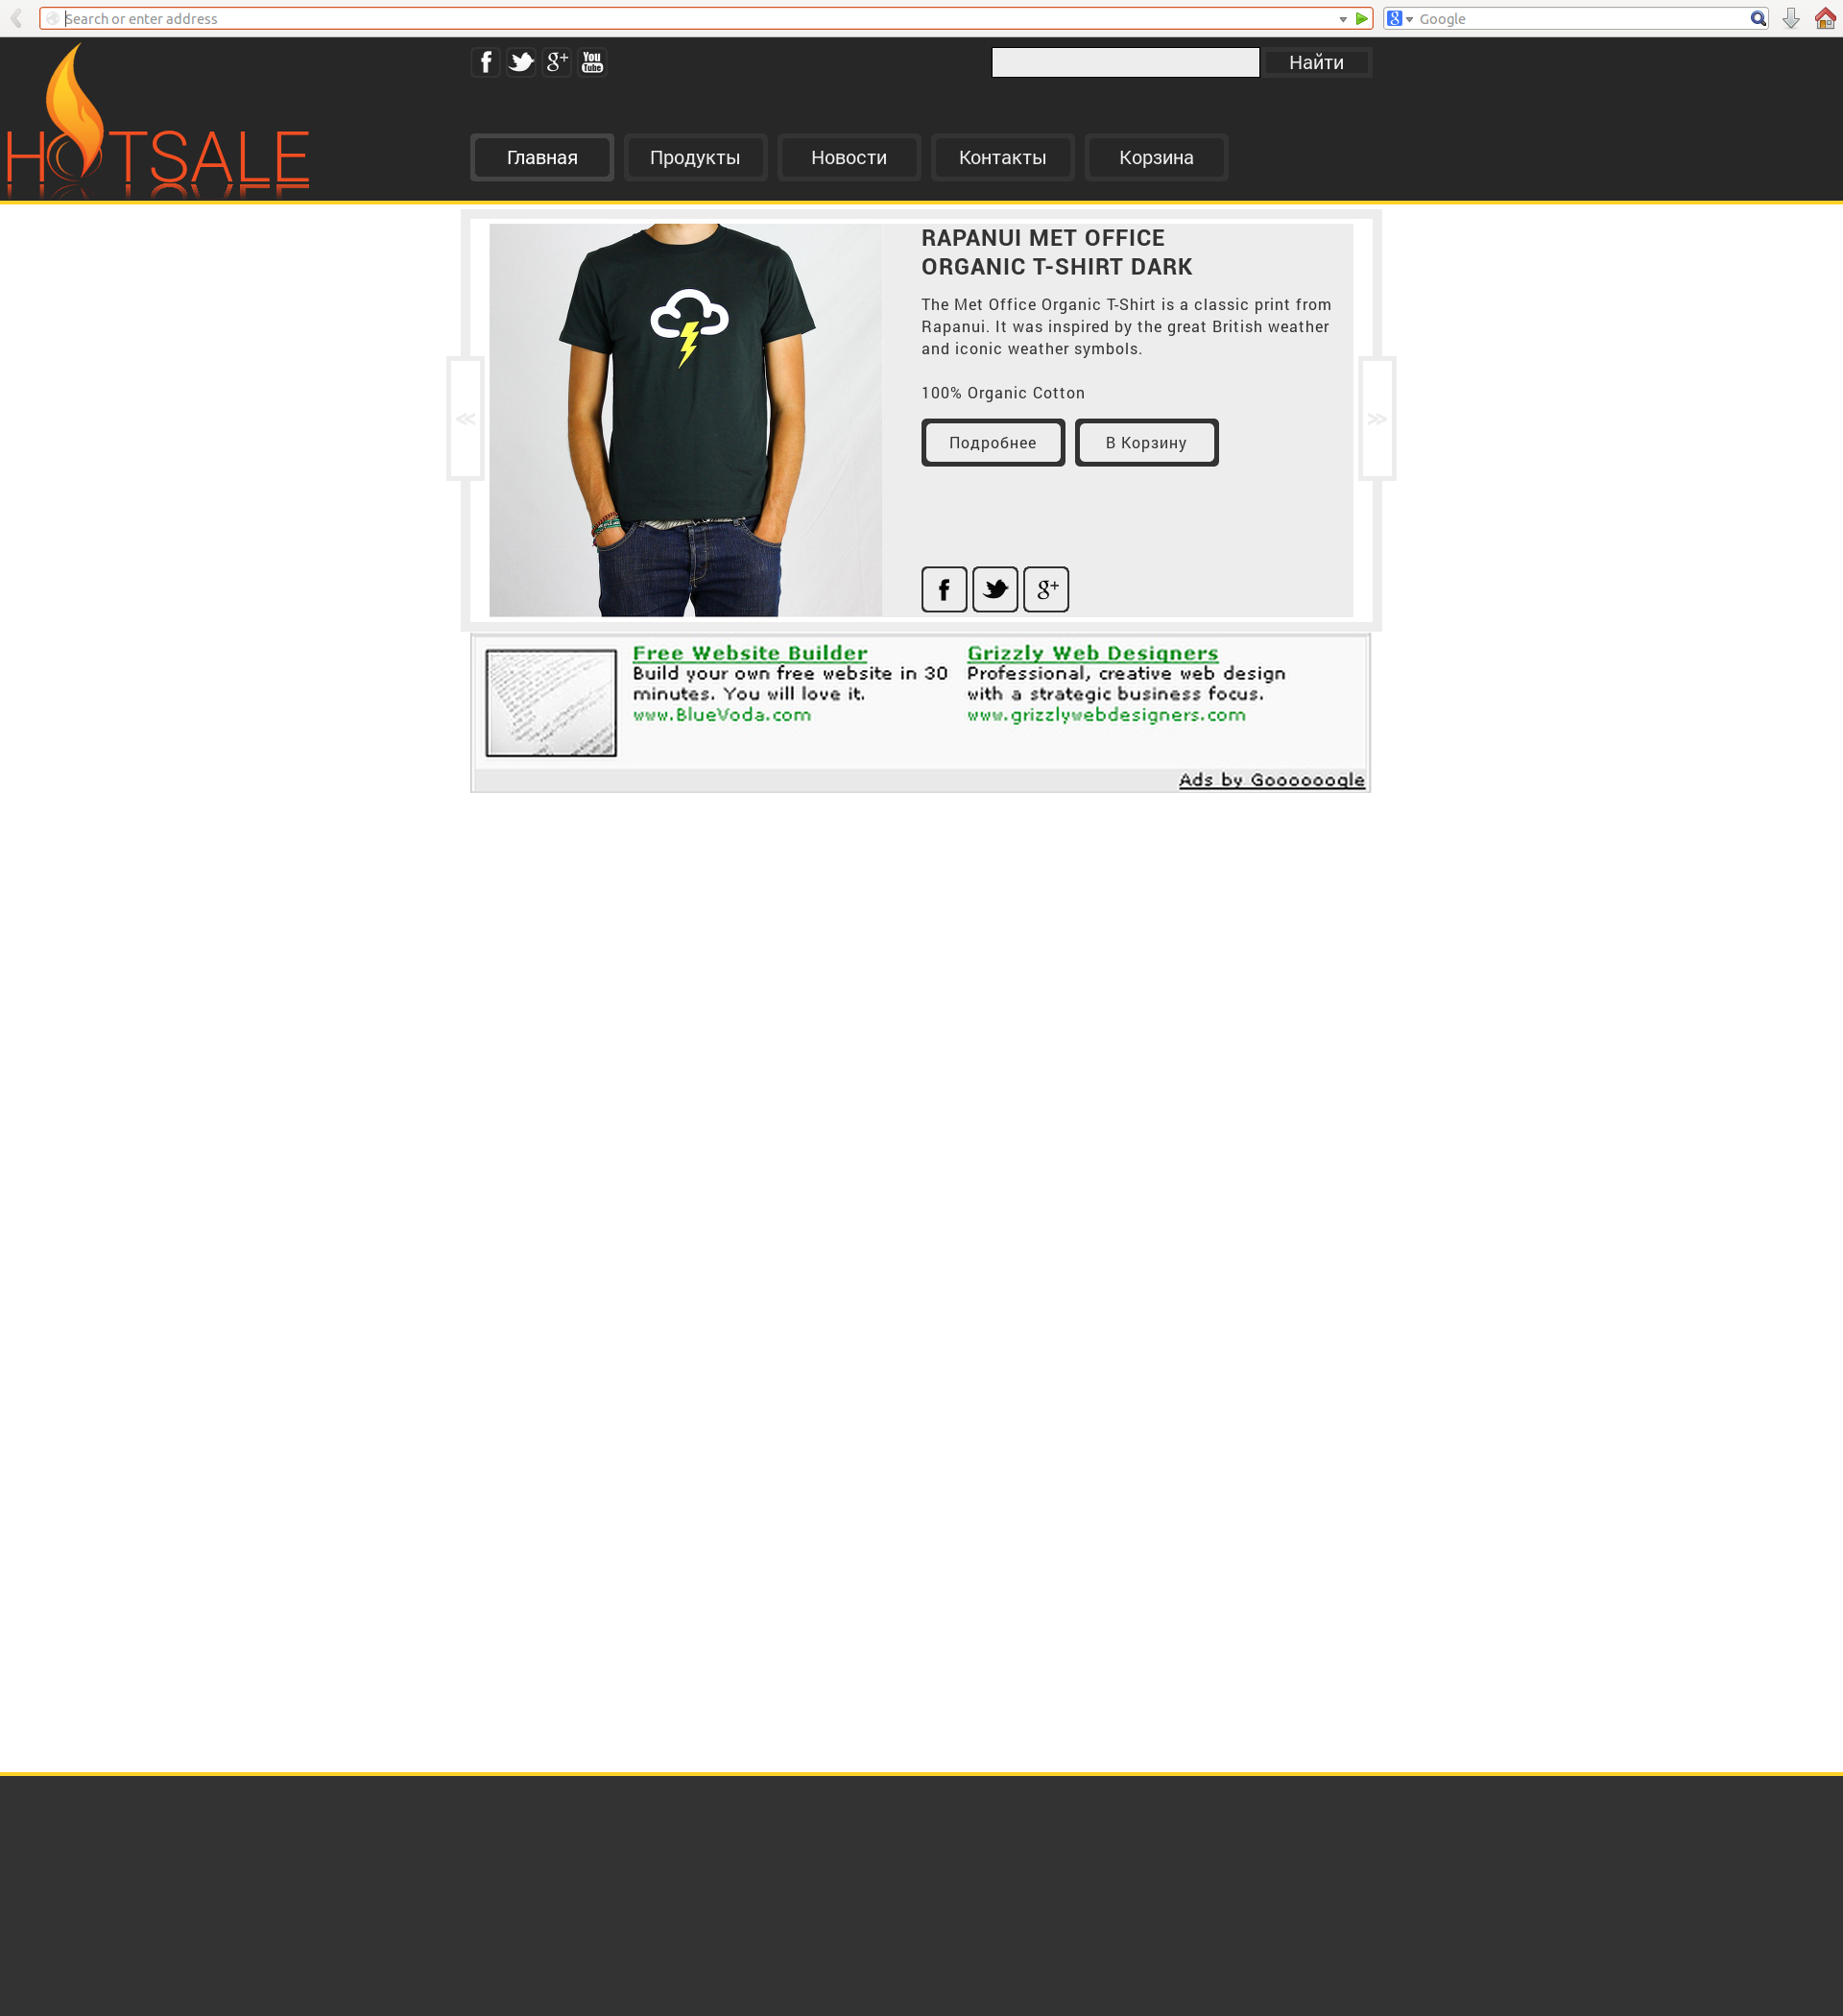 Search or enter address
Google
You
Tube
Найти
HOTSALE
Главная
Продукты
Новости
Контакты
Корзина
RAPANUI MET OFFICE
ORGANIC T-SHIRT DARK
The Met Office Organic T-Shirt is a classic print from
Rapanui. It was inspired by the great British weather
and iconic weather symbols.
100% Organic Cotton
Подробнее
В Корзину
Free Website Builder
Build your own free website in 30
minutes. You will love it.
www.BlueVoda.com
Grizzly Web Designers
Professional, creative web design
with a strategic business focus.
www.grizzlywebdesigners.com
Ads by Goooooogle